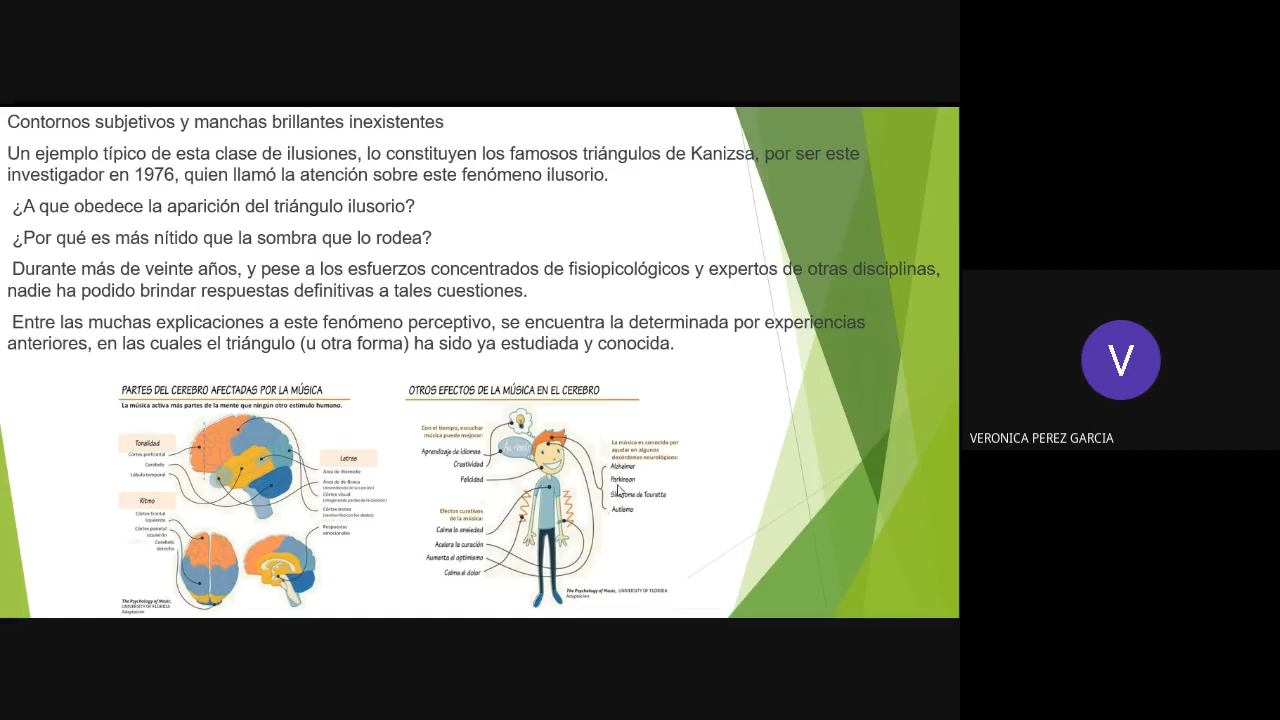 Contornos subjetivos y manchas brillantes inexistentes
Un ejemplo típico de esta clase de ilusiones, lo constituyen los famosos triángulos de Kanizsa, por ser este
investigador en 1976, quien llamó la atención sobre este fenómeno ilusorio.
¿A que obedece la aparición del triángulo ilusorio?
¿Por qué es más nítido que la sombra que lo rodea?
Durante más de veinte años, y pese a los esfuerzos concentrados de fisiopicológicos y expertos de otras disciplinas,
nadie ha podido brindar respuestas definitivas a tales cuestiones.
Entre las muchas explicaciones a este fenómeno perceptivo, se encuentra la determinada por experiencias
anteriores, en las cuales el triángulo (u otra forma) ha sido ya estudiada y conocida.
PARTES DEL CEREBRO AFECTADAS POR LA MÚSICA
La música activa más partes de la mente que ningún otro estímulo humano.
Tonalidad
Córtex prefrontal
Cerebelo
Lóbulo temporal
Ritmo
Córtex frontal
izquierdo
Córtex parietal
izquierdo
Cerebelo
derecho
Letras
Área de Wernicke
Área de de Broca
Córtex visual
Córtex motor
Respuestas
emocionales
The Psychology of Music,
UNIVERSITY OF FLORIDA
Adaptación
OTROS EFECTOS DE LA MÚSICA EN EL CEREBRO
Con el tiempo, escuchar
música puede mejorar:
Aprendizaje de idiomas
Creatividad
Felicidad
Efectos curativos
de la música:
Calma la ansiedad
Acelera la curación
Aumenta el optimismo
Calma el dolor
La música es conocida por
ayudar en algunos
desórdenes neurológicos:
Alzheimer
Parkinson
Síndrome de Tourette
Autismo
The Psychology of Music, UNIVERSITY OF FLORIDA
Adaptación
V
VERONICA PEREZ GARCIA